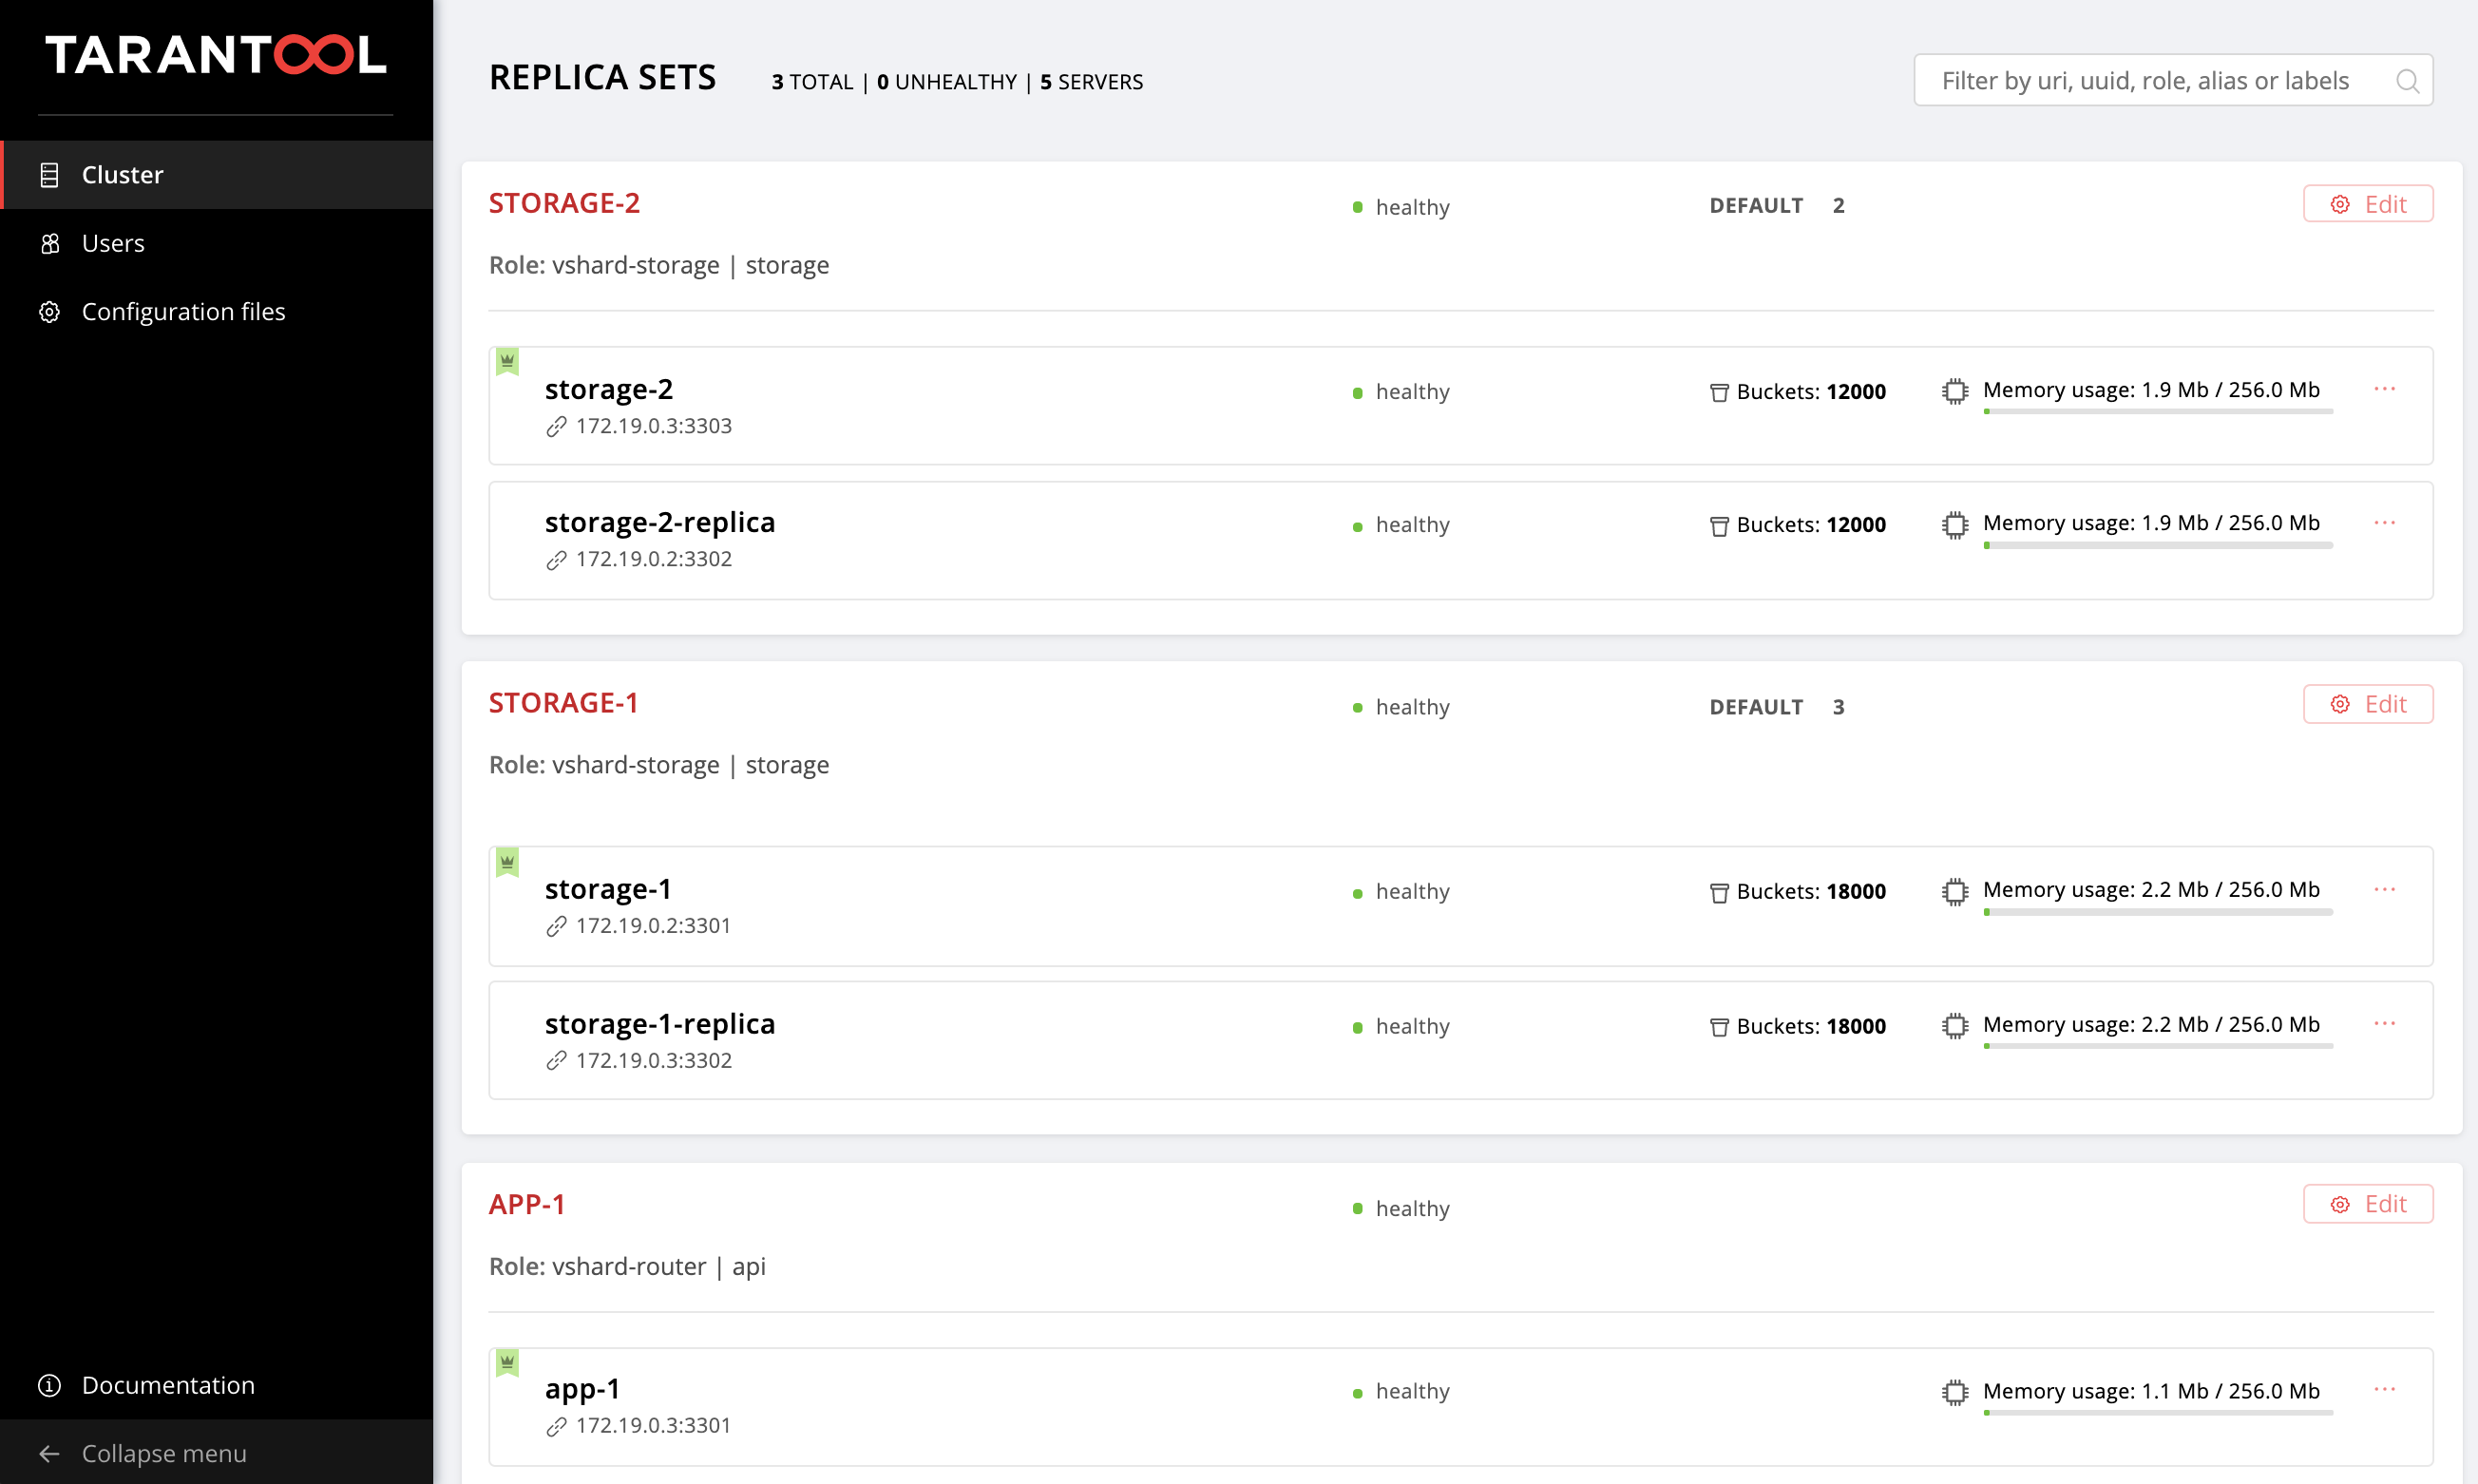 TARANTOOL
Cluster
Users
Configuration files
Documentation
Collapse menu
REPLICA SETS 3 TOTAL | 0 UNHEALTHY | 5 SERVERS Filter by uri, uuid, role, alias or labels
STORAGE-2 healthy DEFAULT 2 Edit
Role: vshard-storage | storage
storage-2 healthy Buckets: 12000 Memory usage: 1.9 Mb / 256.0 Mb ...
172.19.0.3:3303
storage-2-replica healthy Buckets: 12000 Memory usage: 1.9 Mb / 256.0 Mb ...
172.19.0.2:3302
STORAGE-1 healthy DEFAULT 3 Edit
Role: vshard-storage | storage
storage-1 healthy Buckets: 18000 Memory usage: 2.2 Mb / 256.0 Mb ...
172.19.0.2:3301
storage-1-replica healthy Buckets: 18000 Memory usage: 2.2 Mb / 256.0 Mb ...
172.19.0.3:3302
APP-1 healthy Edit
Role: vshard-router | api
app-1 healthy Memory usage: 1.1 Mb / 256.0 Mb ...
172.19.0.3:3301